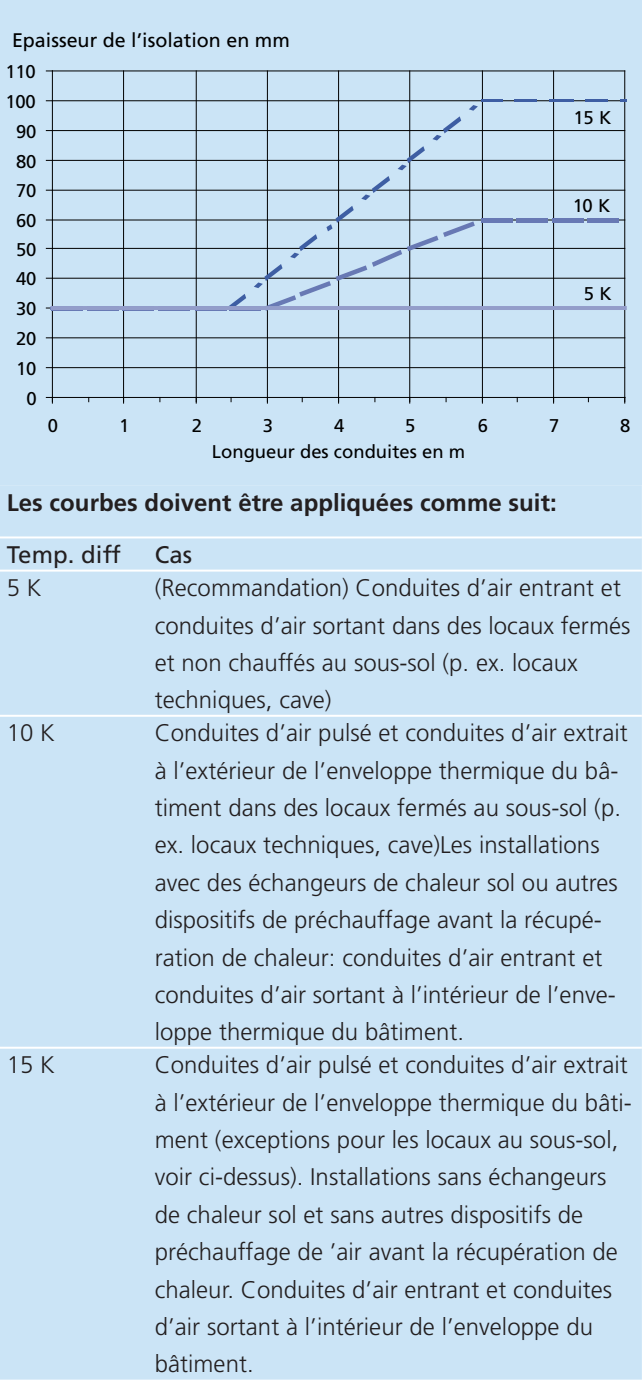 Epaisseur de l’isolation en mm
110
100
90
80
70
60
50
40
30
20
10
0
15 K
10 K
5 K
0 1 2 3 4 5 6 7 8
Longueur des conduites en m
Les courbes doivent être appliquées comme suit:
Temp. diff Cas
5 K (Recommandation) Conduites d’air entrant et
conduites d’air sortant dans des locaux fermés
et non chauffés au sous-sol (p. ex. locaux
techniques, cave)
10 K Conduites d’air pulsé et conduites d’air extrait
à l’extérieur de l’enveloppe thermique du bâ-
timent dans des locaux fermés au sous-sol (p.
ex. locaux techniques, cave)Les installations
avec des échangeurs de chaleur sol ou autres
dispositifs de préchauffage avant la récupé-
ration de chaleur: conduites d’air entrant et
conduites d’air sortant à l’intérieur de l’enve-
loppe thermique du bâtiment.
15 K Conduites d’air pulsé et conduites d’air extrait
à l’extérieur de l’enveloppe thermique du bâti-
ment (exceptions pour les locaux au sous-sol,
voir ci-dessus). Installations sans échangeurs
de chaleur sol et sans autres dispositifs de
préchauffage de ’air avant la récupération de
chaleur. Conduites d’air entrant et conduites
d’air sortant à l’intérieur de l’enveloppe du
bâtiment.